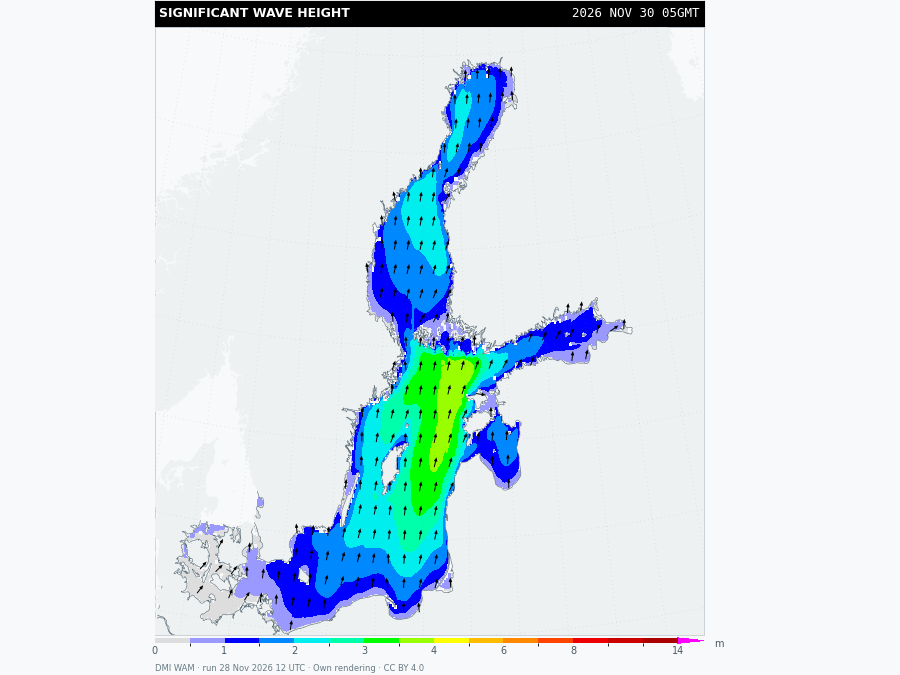 SIGNIFICANT WAVE HEIGHT 2026 NOV 30 05GMT
0 1 2 3 4 6 8 14 m
DMI WAM · run 28 Nov 2026 12 UTC · Own rendering · CC BY 4.0